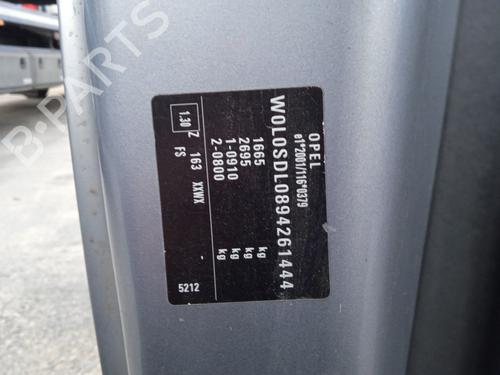 OPEL
e1*2001/116*0379
W0L0SDL0894261444
1665 kg
2695 kg
1-0910 kg
2-0800 kg
1.30 Z 163 XXWX
FS
5212
B-PARTS